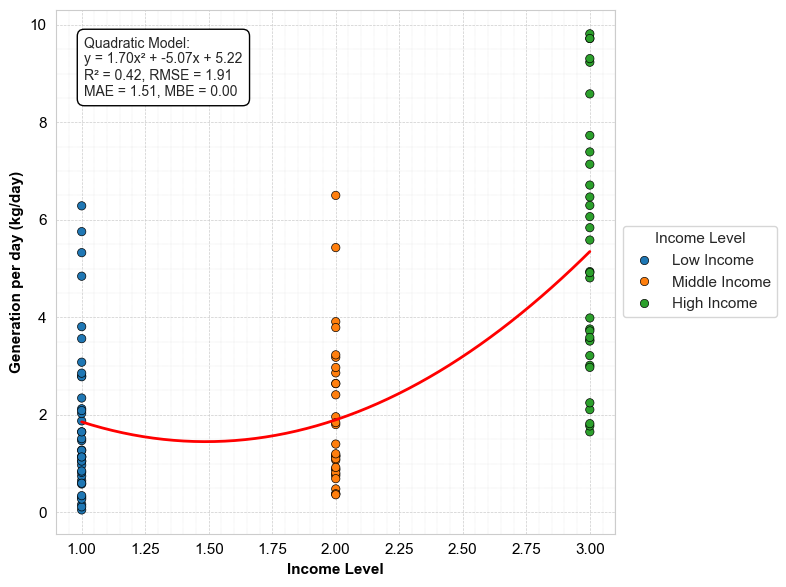 Quadratic Model:
y = 1.70x² + -5.07x + 5.22
R² = 0.42, RMSE = 1.91
MAE = 1.51, MBE = 0.00
10
8
6
4
2
0
Generation per day (kg/day)
1.00 1.25 1.50 1.75 2.00 2.25 2.50 2.75 3.00
Income Level
Income Level
Low Income
Middle Income
High Income